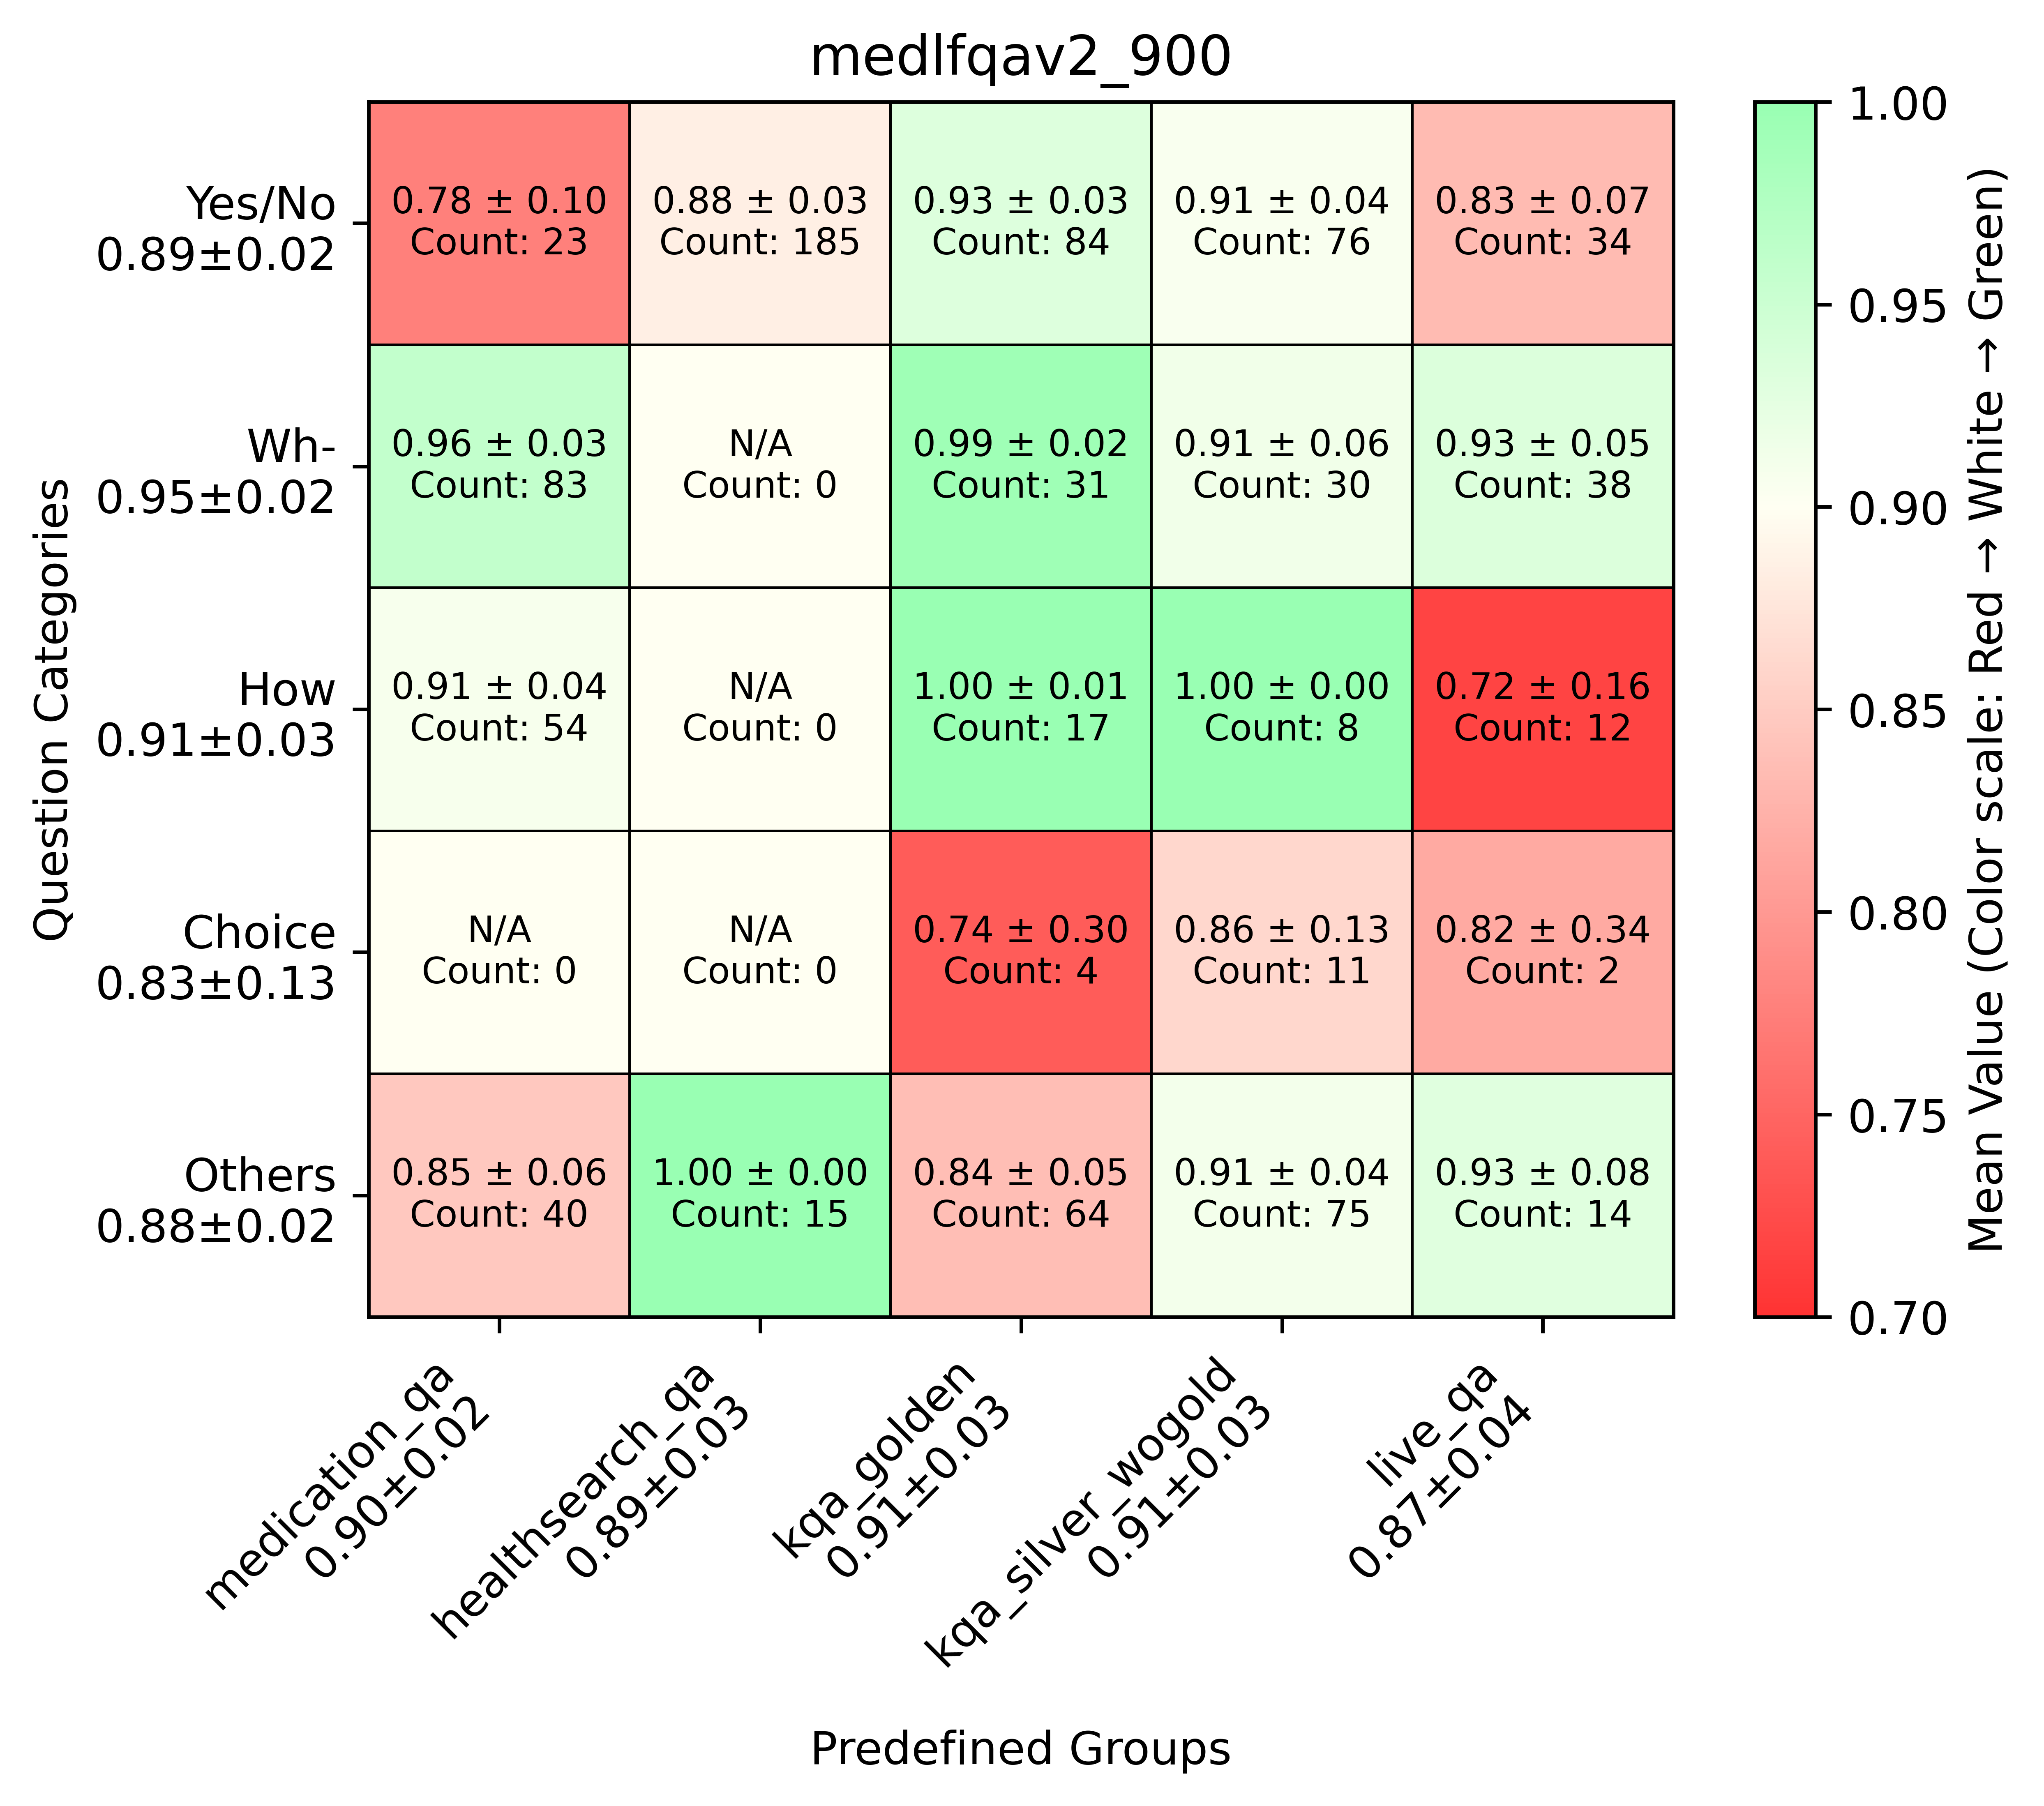 medlfqav2_900
Question Categories
Yes/No
0.89±0.02
0.78 ± 0.10
Count: 23
0.88 ± 0.03
Count: 185
0.93 ± 0.03
Count: 84
0.91 ± 0.04
Count: 76
0.83 ± 0.07
Count: 34
Wh-
0.95±0.02
0.96 ± 0.03
Count: 83
N/A
Count: 0
0.99 ± 0.02
Count: 31
0.91 ± 0.06
Count: 30
0.93 ± 0.05
Count: 38
How
0.91±0.03
0.91 ± 0.04
Count: 54
N/A
Count: 0
1.00 ± 0.01
Count: 17
1.00 ± 0.00
Count: 8
0.72 ± 0.16
Count: 12
Choice
0.83±0.13
N/A
Count: 0
N/A
Count: 0
0.74 ± 0.30
Count: 4
0.86 ± 0.13
Count: 11
0.82 ± 0.34
Count: 2
Others
0.88±0.02
0.85 ± 0.06
Count: 40
1.00 ± 0.00
Count: 15
0.84 ± 0.05
Count: 64
0.91 ± 0.04
Count: 75
0.93 ± 0.08
Count: 14
medication_qa
0.90±0.02
healthsearch_qa
0.89±0.03
kqa_golden
0.91±0.03
kqa_silver_wogold
0.91±0.03
live_qa
0.87±0.04
Predefined Groups
1.00
0.95
0.90
0.85
0.80
0.75
0.70
Mean Value (Color scale: Red → White → Green)